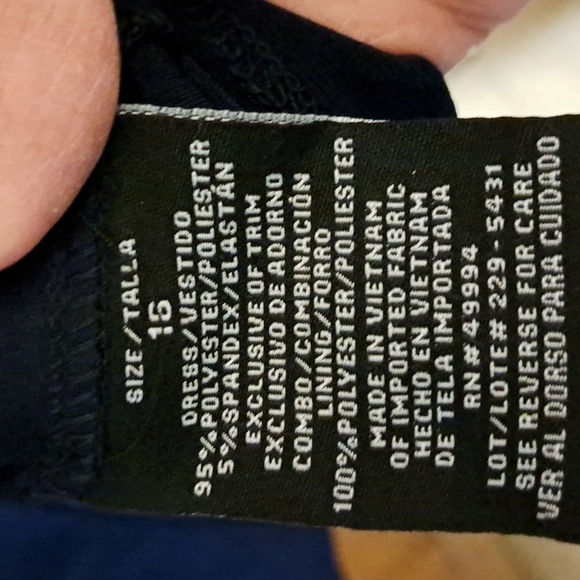 SIZE/TALLA
16
DRESS/VESTIDO
95%POLYESTER/POLIESTER
5%SPANDEX/ELASTÁN
EXCLUSIVE OF TRIM
EXCLUSIVO DE ADORNO
COMBO/COMBINACIÓN
LINING/FORRO
100%POLYESTER/POLIESTER
MADE IN VIETNAM
OF IMPORTED FABRIC
HECHO EN VIETNAM
DE TELA IMPORTADA
RN#49994
LOT/LOTE#229-5431
SEE REVERSE FOR CARE
VER AL DORSO PARA CUIDADO